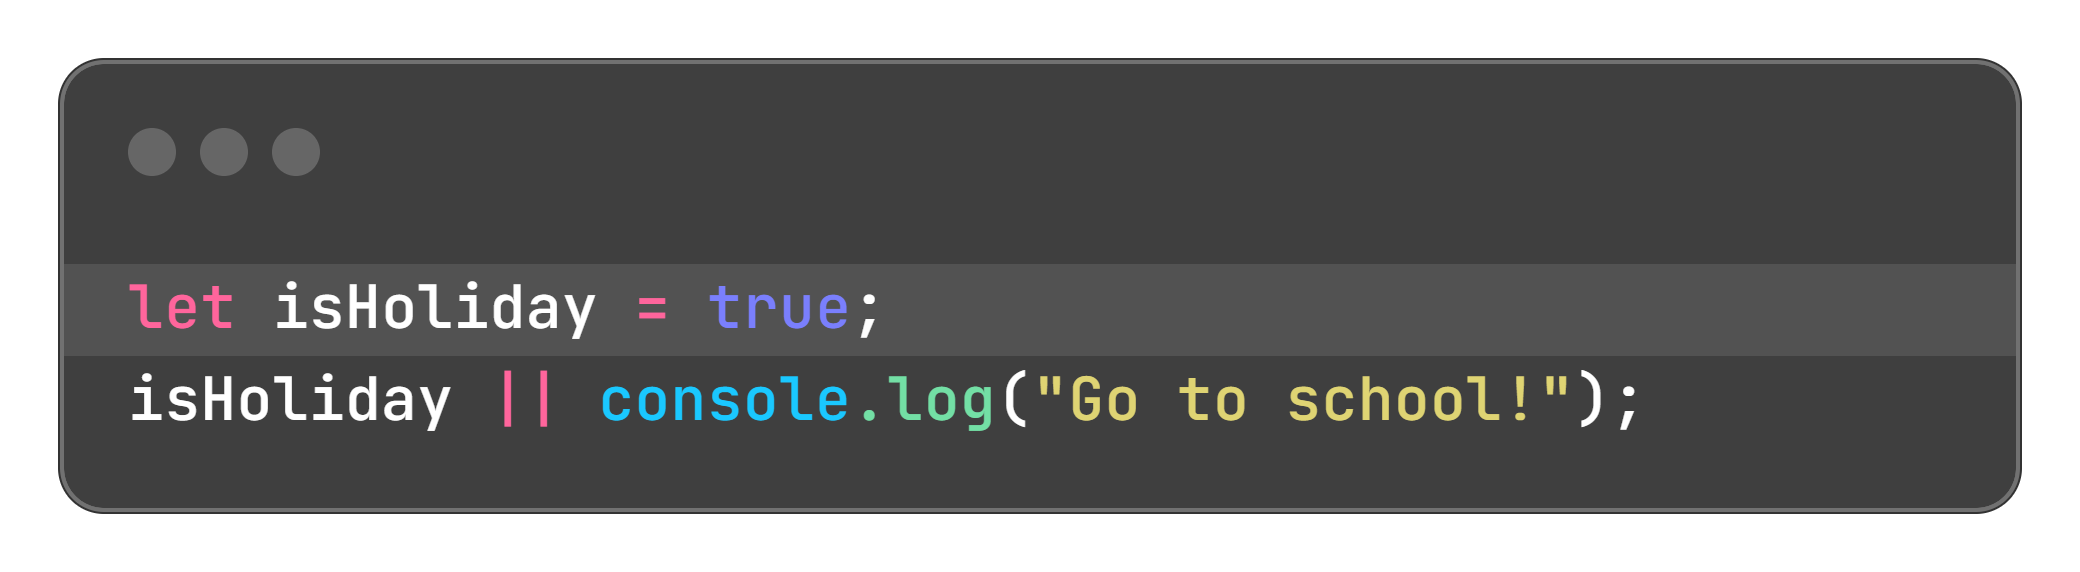 let isHoliday = true;
isHoliday || console.log("Go to school!");